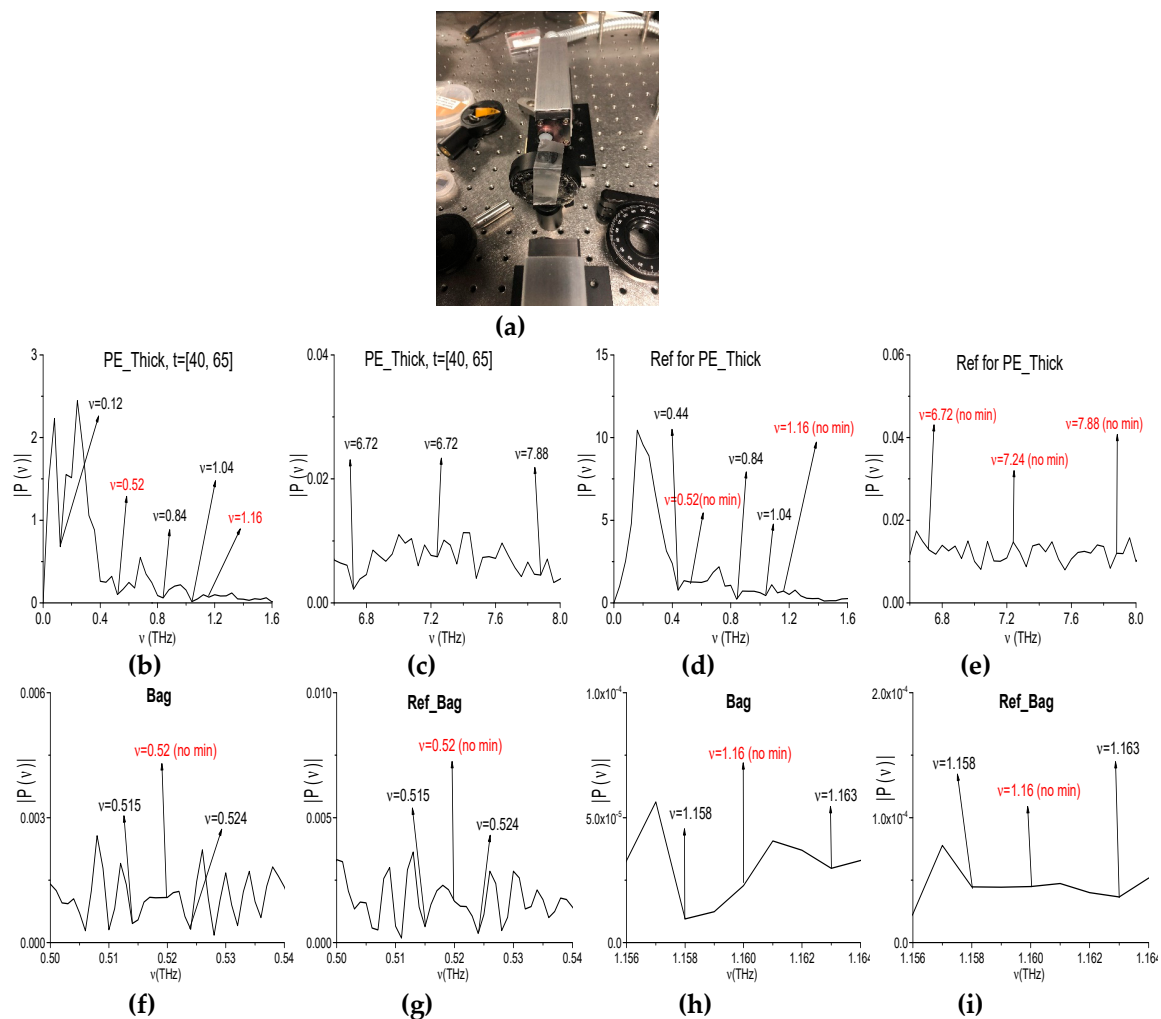 (a)
PE_Thick, t=[40, 65]
3
2
1
0
|P(ν)|
ν=0.12
ν=0.52
ν=0.84
ν=1.04
ν=1.16
0.0 0.4 0.8 1.2 1.6
ν (THz)
(b)
PE_Thick, t=[40, 65]
0.04
0.02
0.00
|P(ν)|
ν=6.72
ν=6.72
ν=7.88
6.8 7.2 7.6 8.0
ν (THz)
(c)
Ref for PE_Thick
15
10
5
0
|P(ν)|
ν=0.44
ν=1.16 (no min)
ν=0.84
ν=0.52(no min)
ν=1.04
0.0 0.4 0.8 1.2 1.6
ν (THz)
(d)
Ref for PE_Thick
0.06
0.04
0.02
0.00
|P(ν)|
ν=6.72 (no min)
ν=7.88 (no min)
ν=7.24 (no min)
6.8 7.2 7.6 8.0
ν (THz)
(e)
Bag
0.006
0.003
0.000
|P(ν)|
ν=0.52 (no min)
ν=0.515
ν=0.524
0.50 0.51 0.52 0.53 0.54
ν(THz)
(f)
Ref_Bag
0.010
0.005
0.000
|P(ν)|
ν=0.52 (no min)
ν=0.515
ν=0.524
0.50 0.51 0.52 0.53 0.54
ν(THz)
(g)
Bag
1.0x10⁻⁴
5.0x10⁻⁵
0.0
|P(ν)|
ν=1.16 (no min)
ν=1.158
ν=1.163
1.156 1.158 1.160 1.162 1.164
ν(THz)
(h)
Ref_Bag
2.0x10⁻⁴
1.0x10⁻⁴
0.0
|P(ν)|
ν=1.158
ν=1.163
ν=1.16 (no min)
1.156 1.158 1.160 1.162 1.164
ν(THz)
(i)